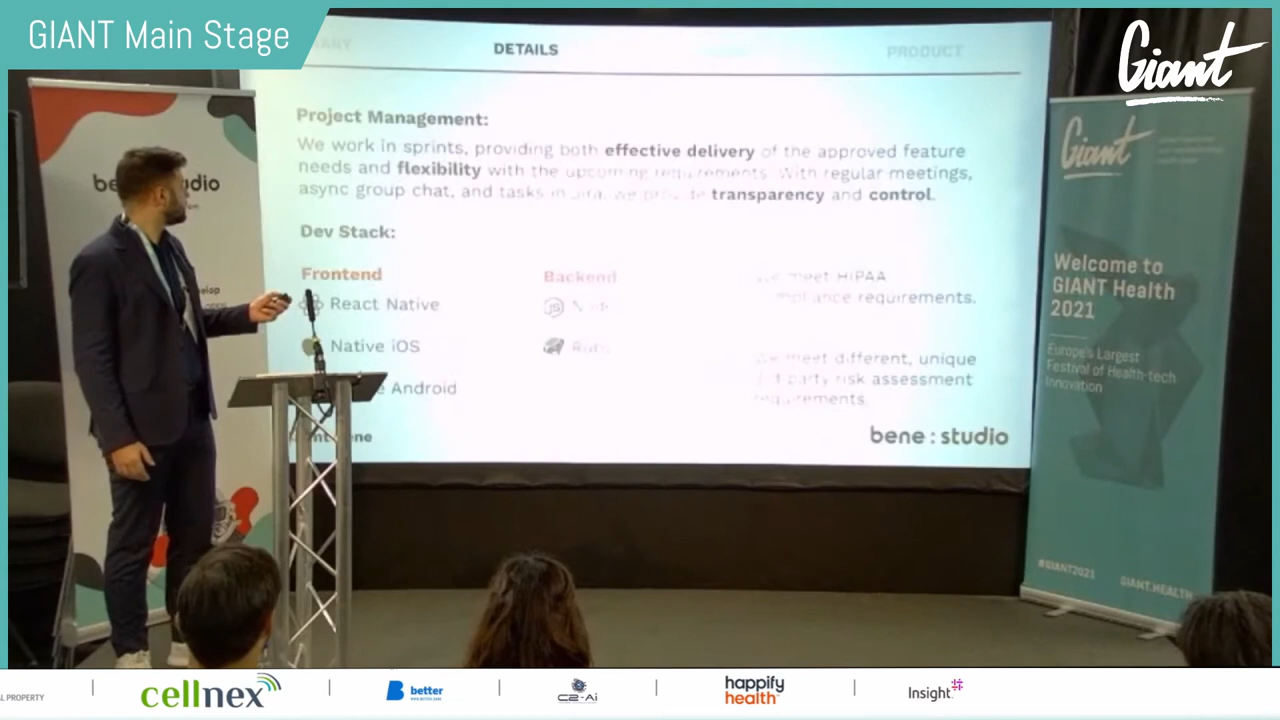 GIANT Main Stage
Giant
DETAILS
PRODUCT
Project Management:
We work in sprints, providing both effective delivery of the approved feature
needs and flexibility with the upcoming requirements. With regular meetings,
async group chat, and tasks in Jira, we provide transparency and control.
Dev Stack:
Frontend
Backend
React Native
Native iOS
Android
Ruby
meet HIPAA
requirements.
We meet different, unique
party risk assessment
requirements.
bene : studio
Giant
Welcome to
GIANT Health
2021
Europe's Largest
Festival of Health-tech
Innovation
#GIANT2021
GIANT.HEALTH
AL PROPERTY
cellnex
better
C2-Ai
happify
health
Insight